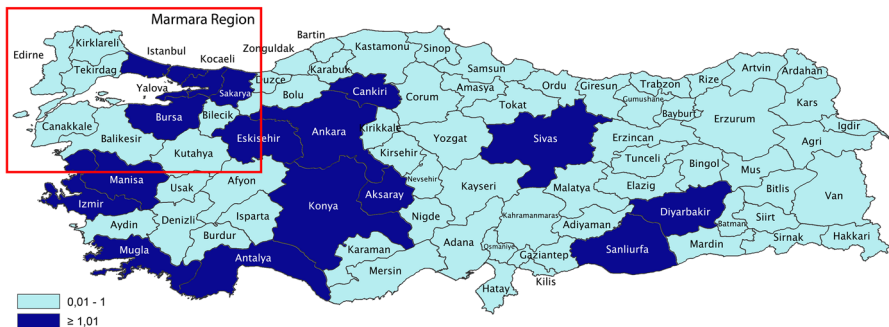 Marmara Region
Edirne
Kirklareli
Tekirdag
Istanbul
Kocaeli
Yalova
Sakarya
Bursa
Bilecik
Canakkale
Balikesir
Kutahya
Eskisehir
Duzce
Bolu
Zonguldak
Bartin
Karabuk
Kastamonu
Sinop
Cankiri
Ankara
Kirikkale
Corum
Samsun
Amasya
Tokat
Ordu
Giresun
Gumushane
Trabzon
Bayburt
Rize
Artvin
Ardahan
Kars
Igdir
Agri
Erzurum
Erzincan
Sivas
Yozgat
Kirsehir
Nevsehir
Kayseri
Malatya
Tunceli
Elazig
Bingol
Mus
Bitlis
Van
Manisa
Izmir
Usak
Afyon
Aydin
Denizli
Isparta
Burdur
Mugla
Antalya
Konya
Aksaray
Nigde
Karaman
Mersin
Adana
Osmaniye
Kahramanmaras
Gaziantep
Kilis
Hatay
Adiyaman
Sanliurfa
Diyarbakir
Batman
Mardin
Siirt
Sirnak
Hakkari
0,01 - 1
≥ 1,01